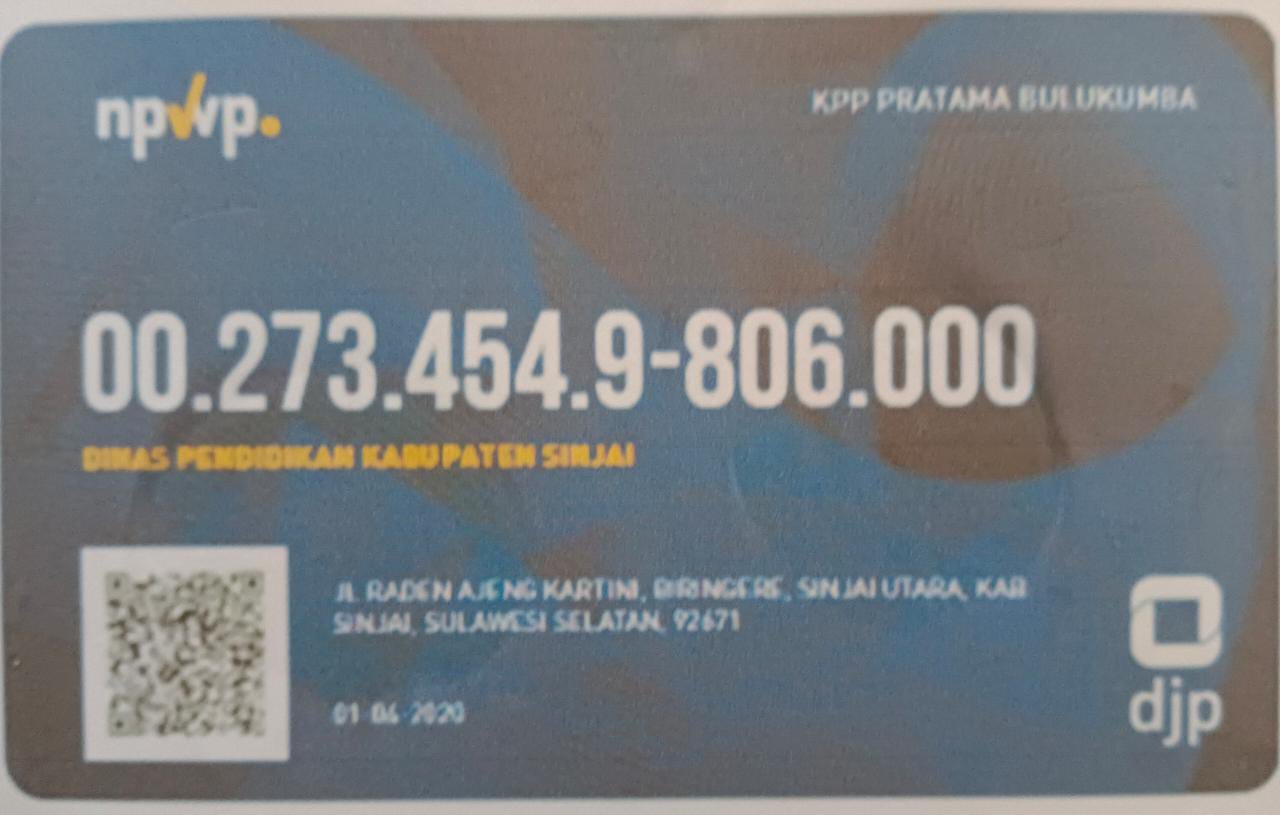 npwp.
KPP PRATAMA BULUKUMBA
00.273.454.9-806.000
DINAS PENDIDIKAN KABUPATEN SINJAI
JL. RADEN AJENG KARTINI, BIRINGERE, SINJAI UTARA, KAB
SINJAI, SULAWESI SELATAN, 92671
01-04-2020
djp